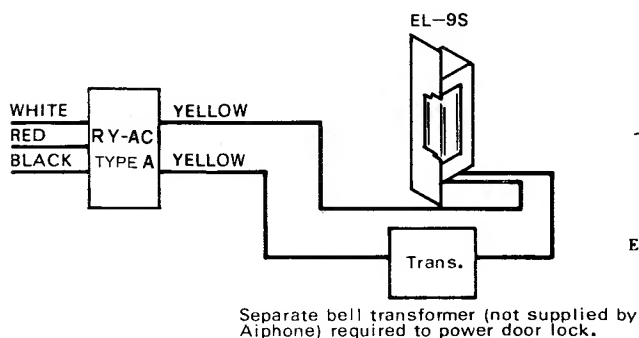 EL-9S
WHITE
RED
BLACK
RY-AC
TYPE A
YELLOW
YELLOW
Trans.
E
Separate bell transformer (not supplied by
Aiphone) required to power door lock.